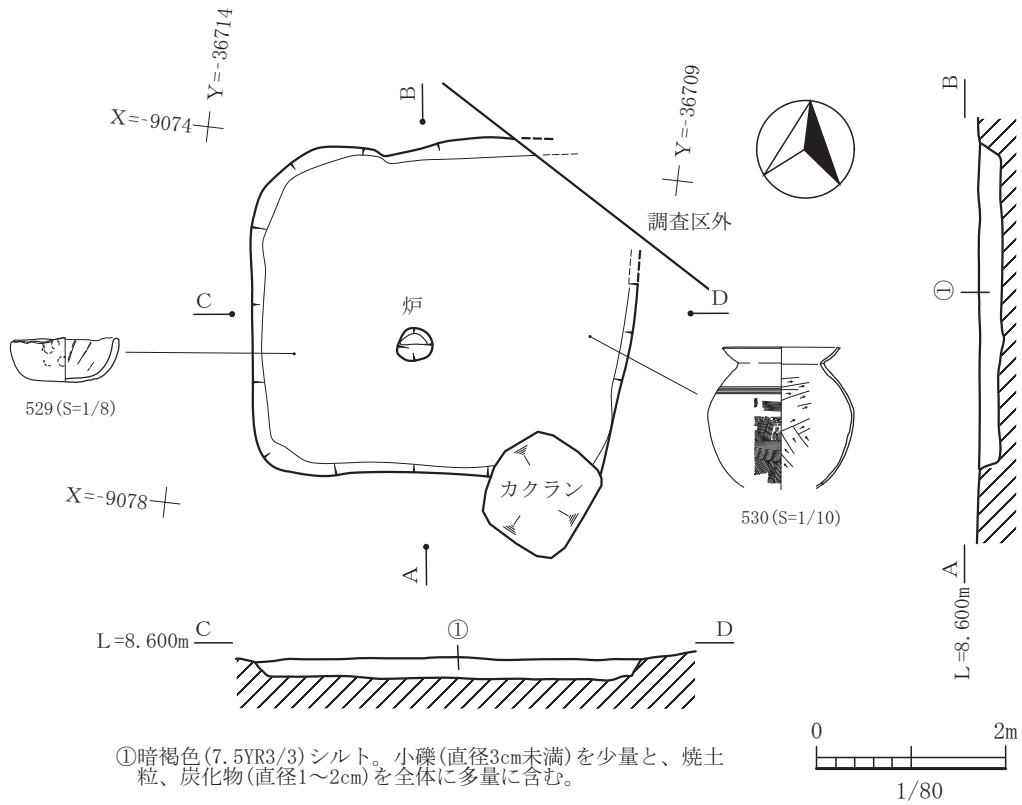 Y=-36714
X=-9074
B
Y=-36709
調査区外
B
C
炉
D
①
529(S=1/8)
カクラン
530(S=1/10)
X=-9078
A
A
L=8.600m
L=8.600m
C
①
D
①暗褐色(7.5YR3/3)シルト。小礫(直径3cm未満)を少量と、焼土
粒、炭化物(直径1〜2cm)を全体に多量に含む。
0
2m
1/80